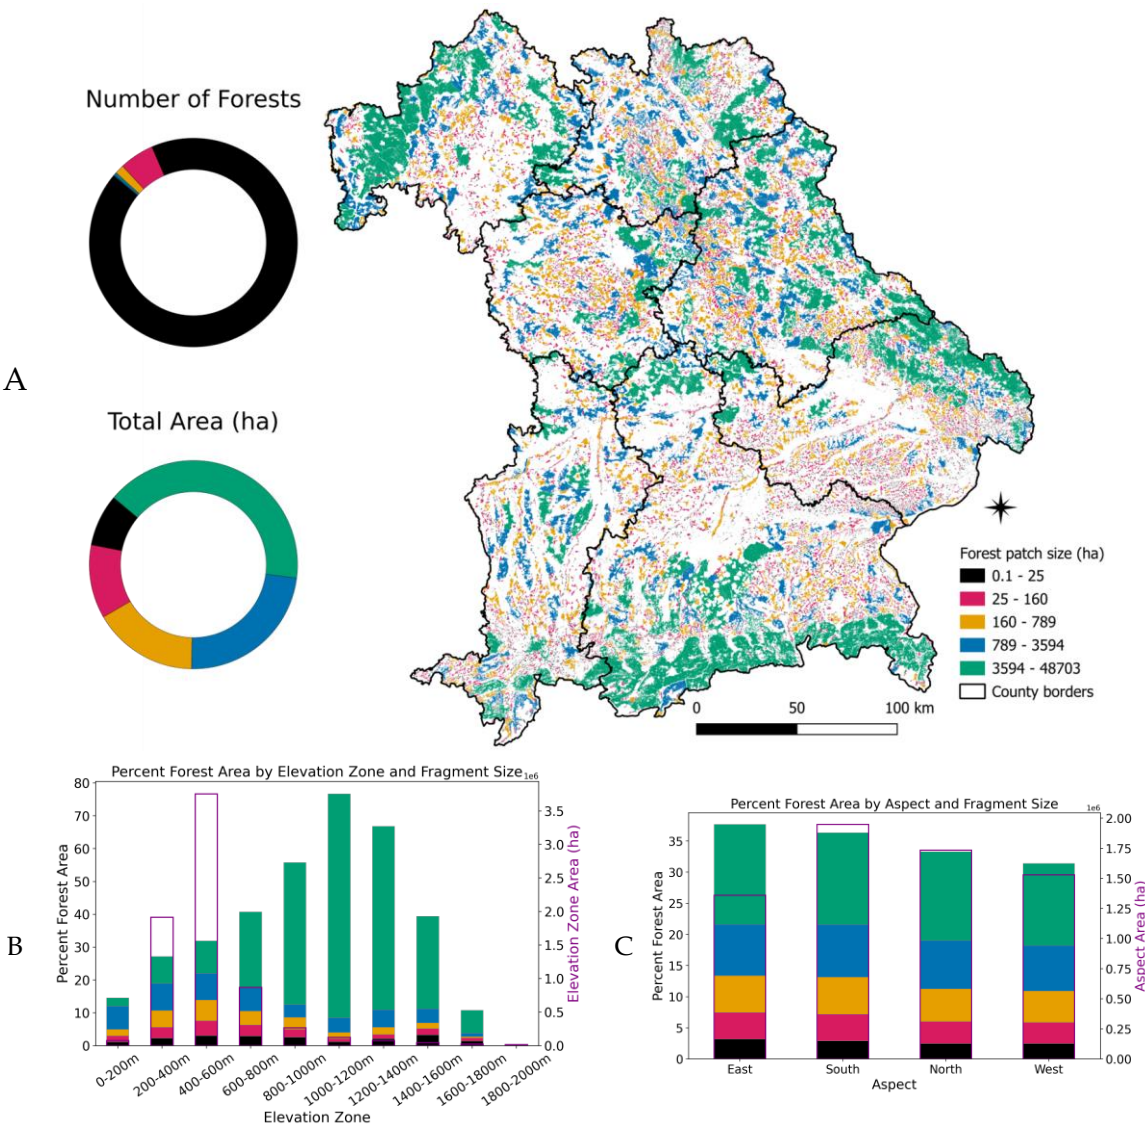 Number of Forests
A
Total Area (ha)
Forest patch size (ha)
0.1 - 25
25 - 160
160 - 789
789 - 3594
3594 - 48703
County borders
0 50 100 km
B
Percent Forest Area by Elevation Zone and Fragment Size
1e6
Percent Forest Area
80
70
60
50
40
30
20
10
0
3.5
3.0
2.5
2.0
1.5
1.0
0.5
0.0
Elevation Zone Area (ha)
0-200m
200-400m
400-600m
600-800m
800-1000m
1000-1200m
1200-1400m
1400-1600m
1600-1800m
1800-2000m
Elevation Zone
C
Percent Forest Area by Aspect and Fragment Size
1e6
Percent Forest Area
35
30
25
20
15
10
5
0
2.00
1.75
1.50
1.25
1.00
0.75
0.50
0.25
0.00
Aspect Area (ha)
East South North West
Aspect